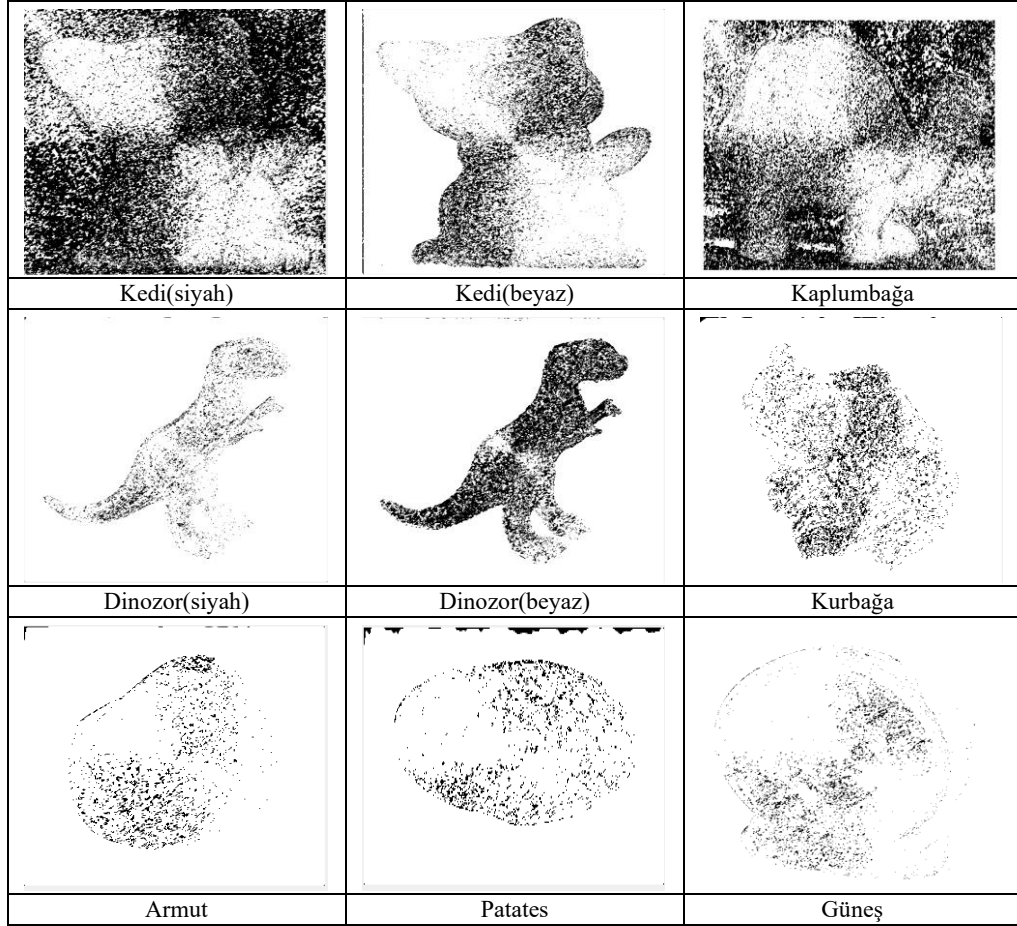 Kedi(siyah)
Kedi(beyaz)
Kaplumbağa
Dinozor(siyah)
Dinozor(beyaz)
Kurbağa
Armut
Patates
Güneş